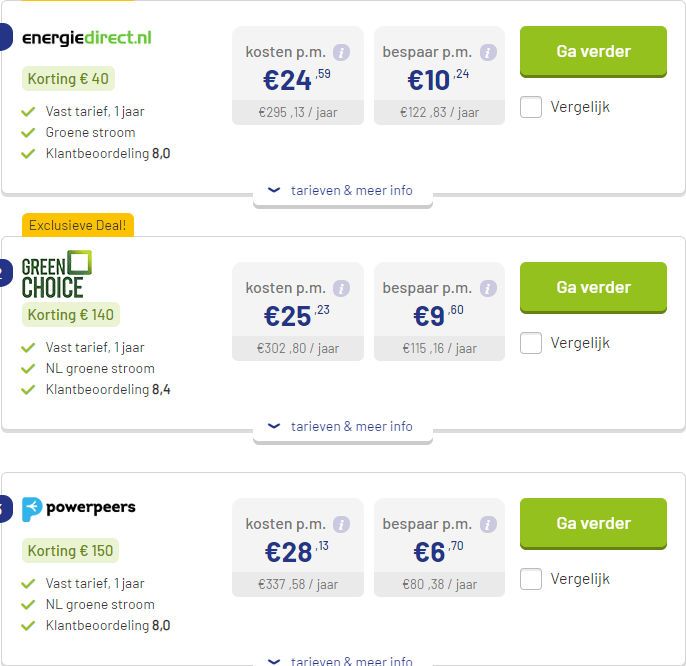 energiedirect.nl
Korting € 40
Vast tarief, 1 jaar
Groene stroom
Klantbeoordeling 8,0
kosten p.m. i
€24,59
€295 ,13 / jaar
bespaar p.m. i
€10,24
€122 ,83 / jaar
Ga verder
Vergelijk
tarieven & meer info
Exclusieve Deal!
GREEN
CHOICE
Korting € 140
Vast tarief, 1 jaar
NL groene stroom
Klantbeoordeling 8,4
kosten p.m. i
€25,23
€302 ,80 / jaar
bespaar p.m. i
€9,60
€115 ,16 / jaar
Ga verder
Vergelijk
tarieven & meer info
powerpeers
Korting € 150
Vast tarief, 1 jaar
NL groene stroom
Klantbeoordeling 8,0
kosten p.m. i
€28,13
€337 ,58 / jaar
bespaar p.m. i
€6,70
€80 ,38 / jaar
Ga verder
Vergelijk
tarieven & meer info